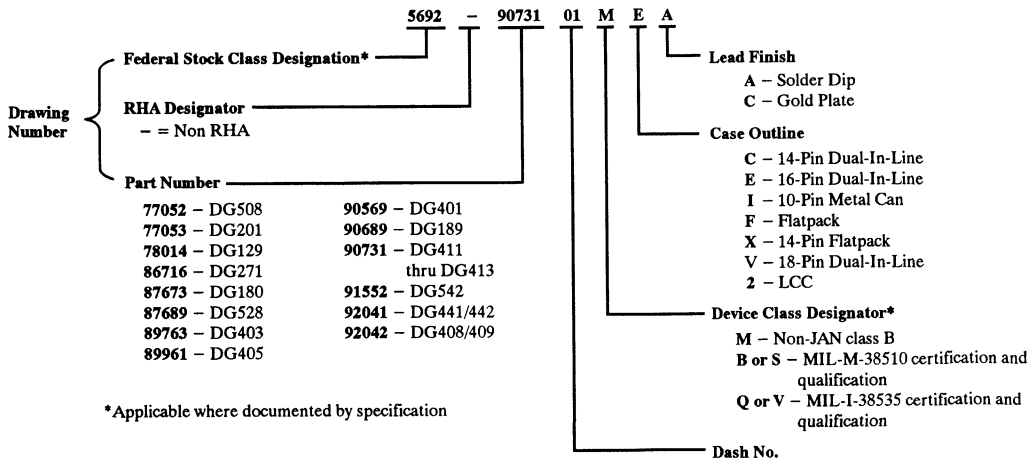 5692 – 90731 01 M E A
Federal Stock Class Designation*
Drawing Number
RHA Designator
– = Non RHA
Part Number
77052 – DG508
77053 – DG201
78014 – DG129
86716 – DG271
87673 – DG180
87689 – DG528
89763 – DG403
89961 – DG405
90569 – DG401
90689 – DG189
90731 – DG411
thru DG413
91552 – DG542
92041 – DG441/442
92042 – DG408/409
*Applicable where documented by specification
Lead Finish
A – Solder Dip
C – Gold Plate
Case Outline
C – 14-Pin Dual-In-Line
E – 16-Pin Dual-In-Line
I – 10-Pin Metal Can
F – Flatpack
X – 14-Pin Flatpack
V – 18-Pin Dual-In-Line
2 – LCC
Device Class Designator*
M – Non-JAN class B
B or S – MIL-M-38510 certification and
qualification
Q or V – MIL-I-38535 certification and
qualification
Dash No.